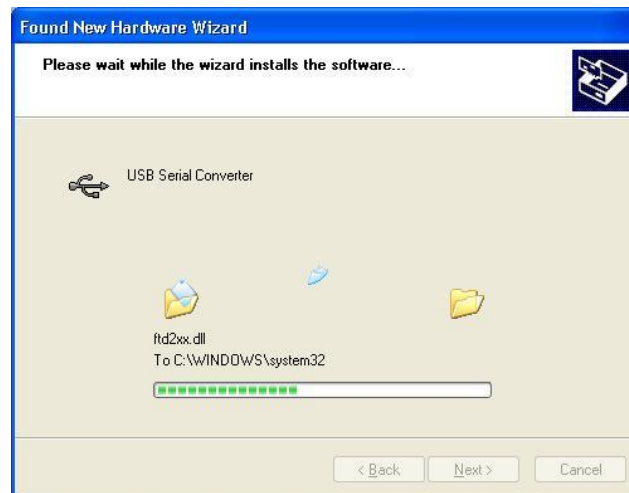 Found New Hardware Wizard
Please wait while the wizard installs the software...
USB Serial Converter
ftd2xx.dll
To C:\WINDOWS\system32
< Back
Next >
Cancel